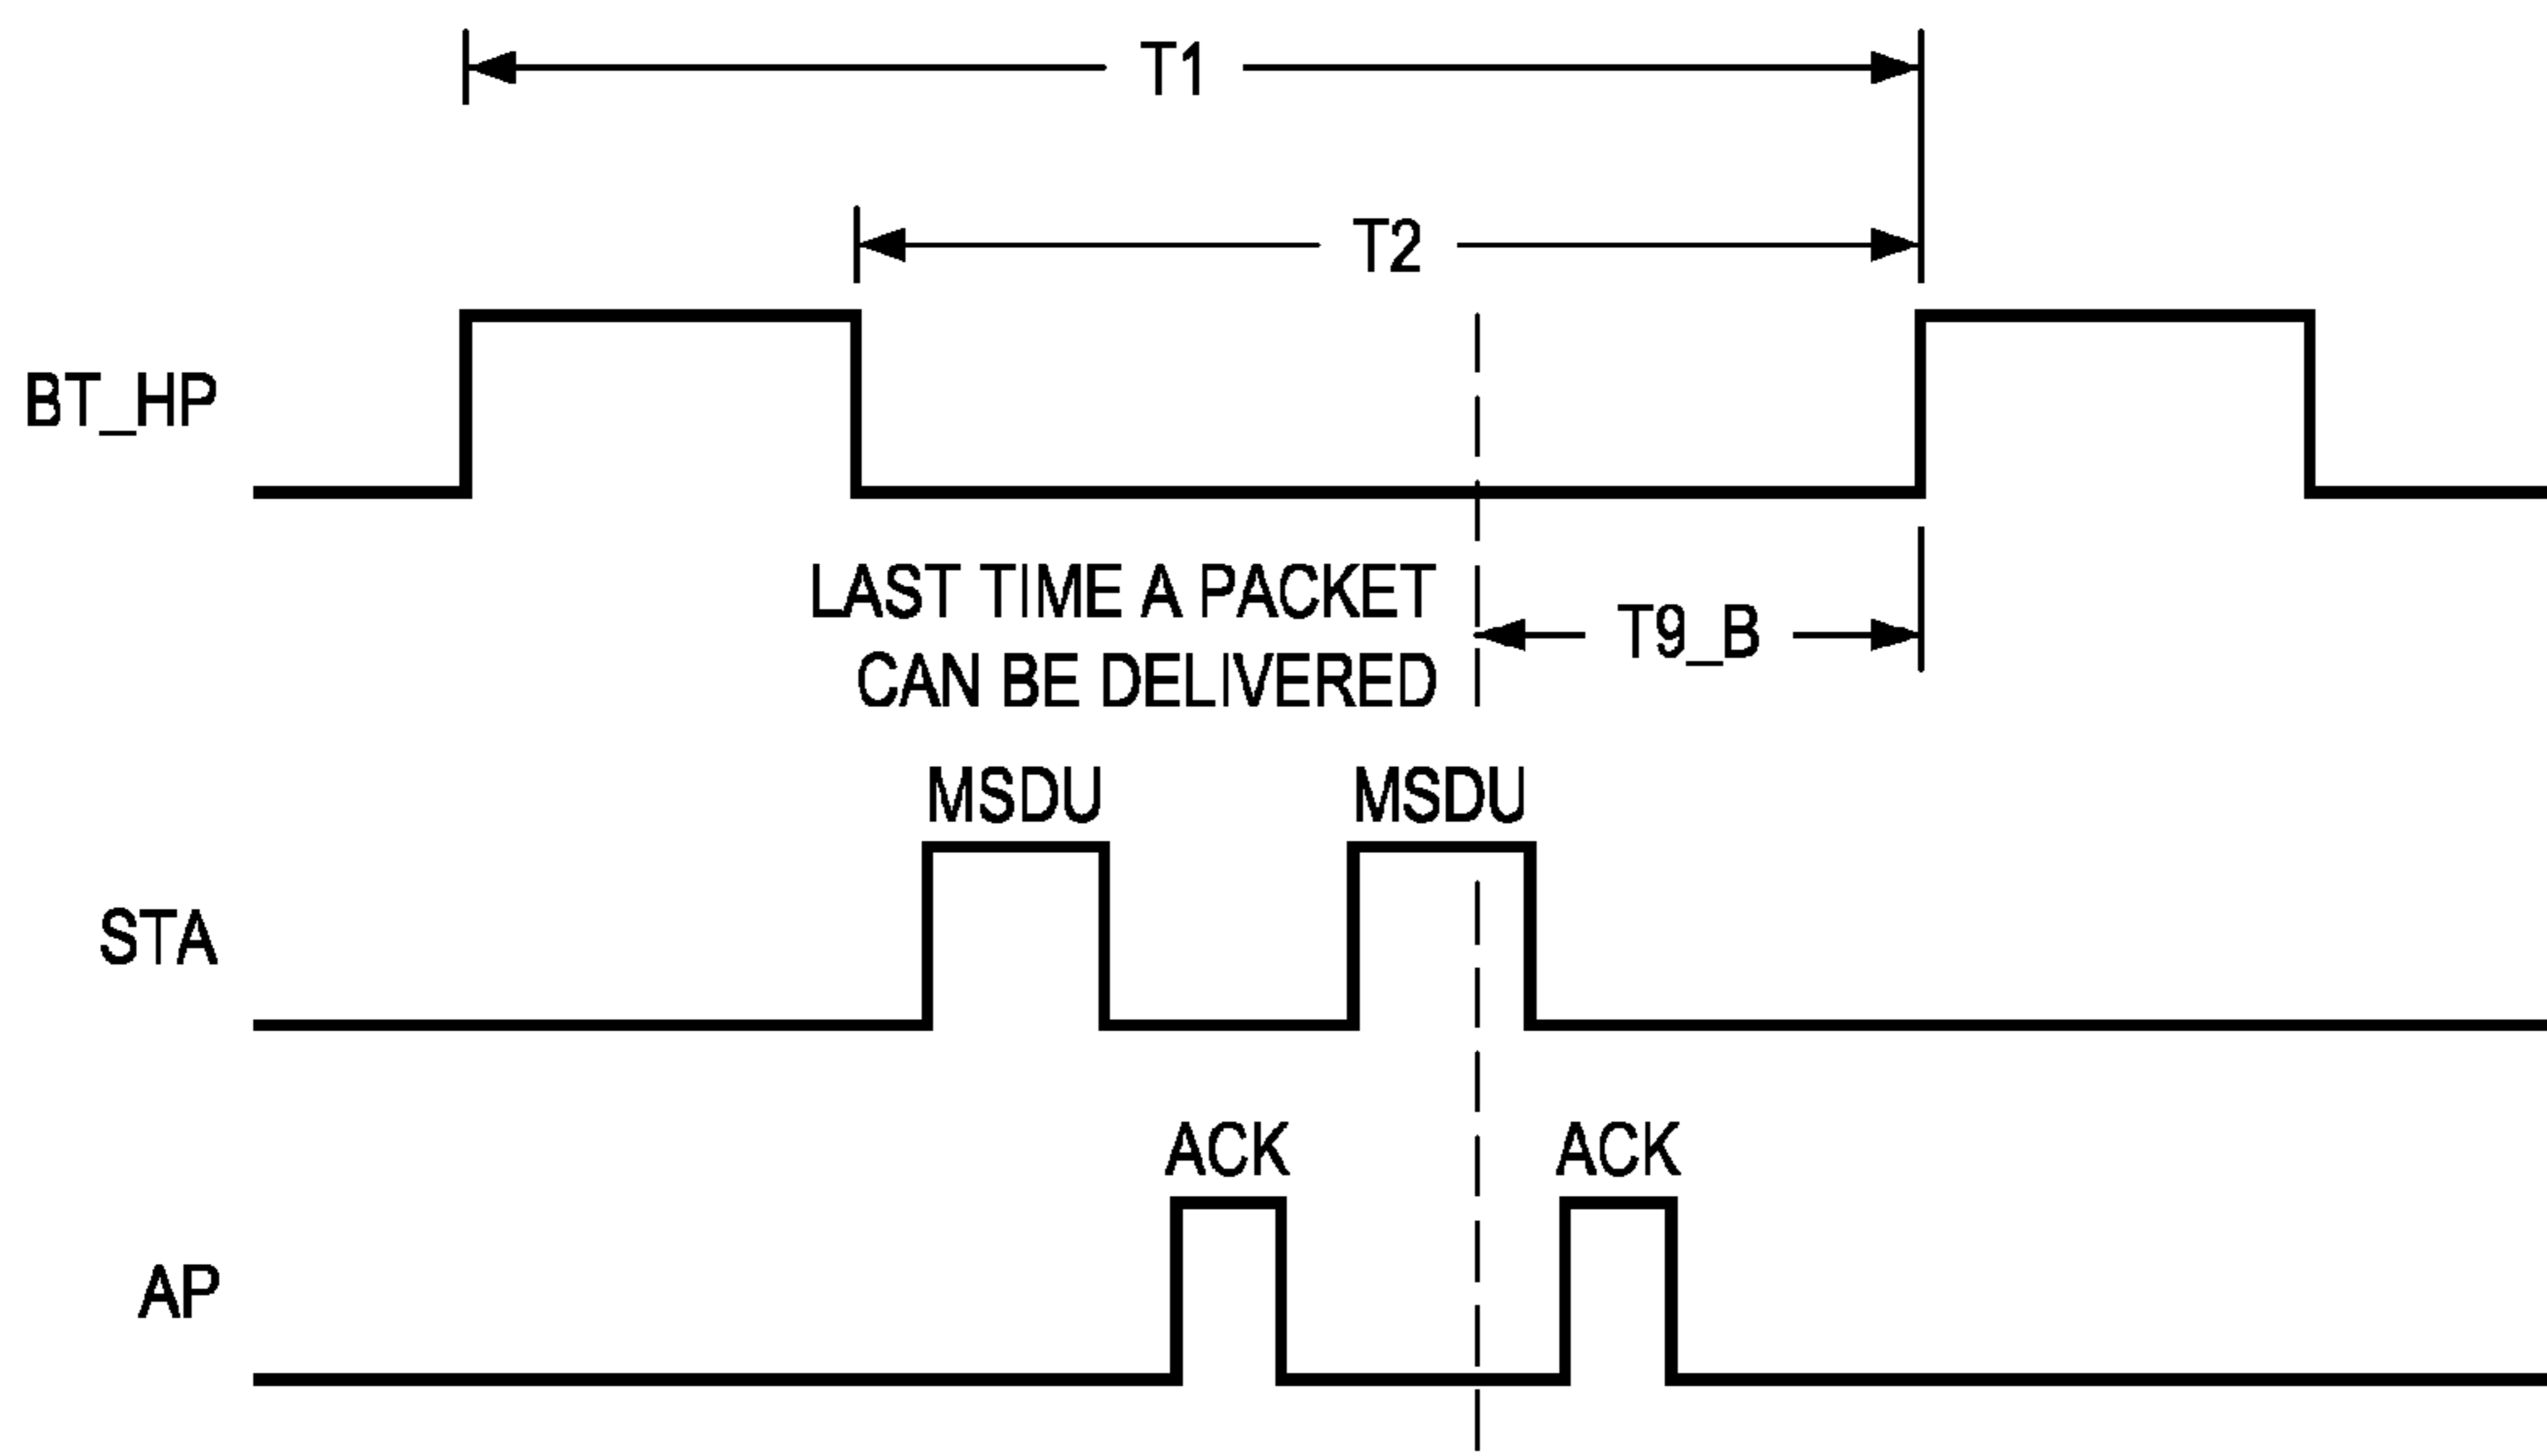 T1
T2
BT_HP
LAST TIME A PACKET
CAN BE DELIVERED
T9_B
MSDU MSDU
STA
ACK ACK
AP